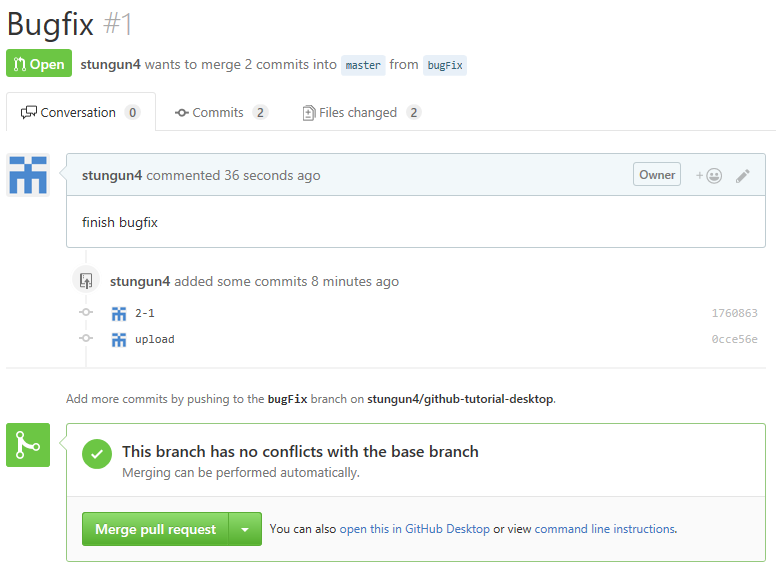 Bugfix #1
Open stungun4 wants to merge 2 commits into master from bugFix
Conversation 0 Commits 2 Files changed 2
stungun4 commented 36 seconds ago Owner +
finish bugfix
stungun4 added some commits 8 minutes ago
2-1 1760863
upload 0cce56e
Add more commits by pushing to the bugFix branch on stungun4/github-tutorial-desktop.
This branch has no conflicts with the base branch
Merging can be performed automatically.
Merge pull request You can also open this in GitHub Desktop or view command line instructions.